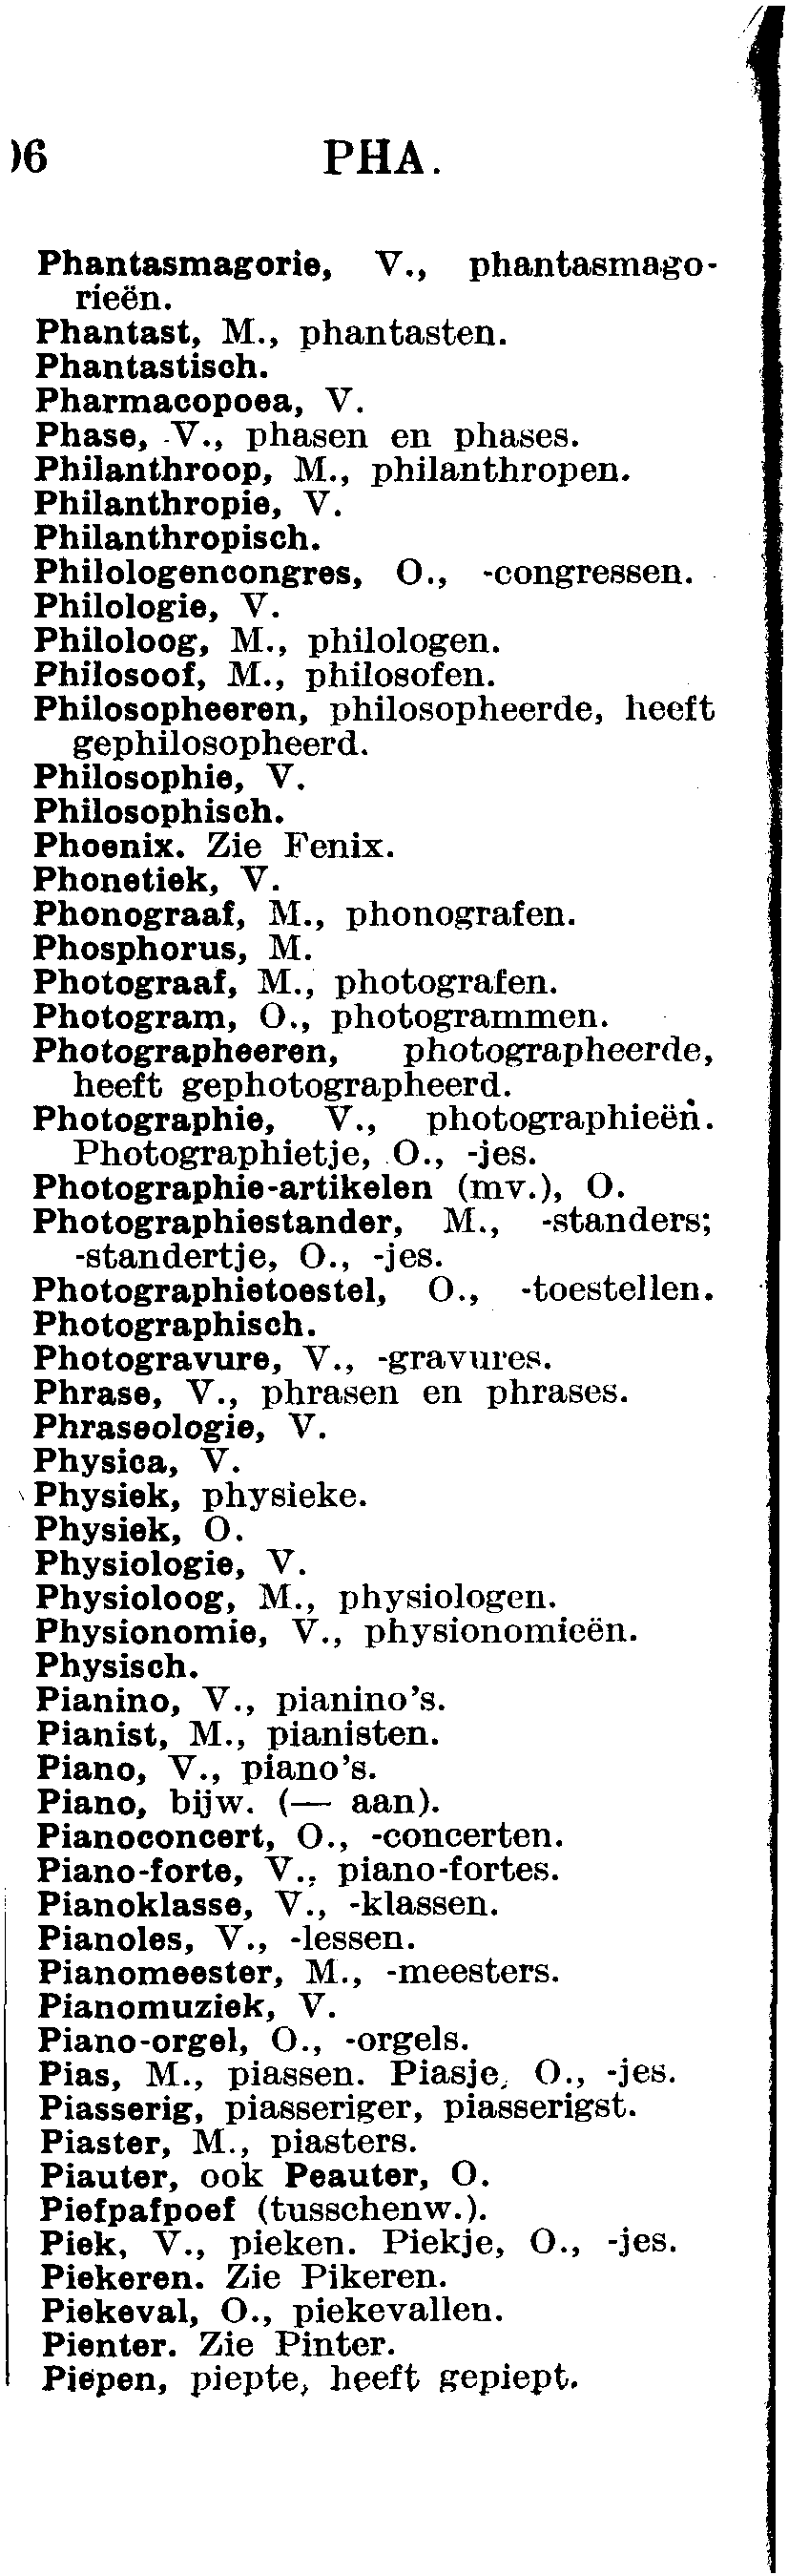 )6 PHA.
Phantasmagorie, V., phantasmago-
rieën.
Phantast, M., phantasten.
Phantastisch.
Pharmacopoea, V.
Phase, V., phasen en phases.
Philanthroop, M., philanthropen.
Philanthropie, V.
Philanthropisch.
Philologencongres, O., -congressen.
Philologie, V.
Philoloog, M., philologen.
Philosoof, M., philosofen.
Philosopheeren, philosopheerde, heeft
gephilosopheerd.
Philosophie, V.
Philosophisch.
Phoenix. Zie Fenix.
Phonetiek, V.
Phonograaf, M., phonografen.
Phosphorus, M.
Photograaf, M., photografen.
Photogram, O., photogrammen.
Photographeeren, photographeerde,
heeft gephotographeerd.
Photographie, V., photographieën.
Photographietje, O., -jes.
Photographie-artikelen (mv.), O.
Photographiestander, M., -standers;
-standertje, O., -jes.
Photographietoestel, O., -toestellen.
Photographisch.
Photogravure, V., -gravures.
Phrase, V., phrasen en phrases.
Phraseologie, V.
Physica, V.
Physiek, physieke.
Physiek, O.
Physiologie, V.
Physioloog, M., physiologen.
Physionomie, V., physionomieën.
Physisch.
Pianino, V., pianino's.
Pianist, M., pianisten.
Piano, V., piano's.
Piano, bijw. (— aan).
Pianoconcert, O., -concerten.
Piano-forte, V., piano-fortes.
Pianoklasse, V., -klassen.
Pianoles, V., -lessen.
Pianomeester, M., -meesters.
Pianomuziek, V.
Piano-orgel, O., -orgels.
Pias, M., piassen. Piasje, O., -jes.
Piasserig, piasseriger, piasserigst.
Piaster, M., piasters.
Piauter, ook Peauter, O.
Piefpafpoef (tusschenw.).
Piek, V., pieken. Piekje, O., -jes.
Piekeren. Zie Pikeren.
Piekeval, O., piekevallen.
Pienter. Zie Pinter.
Piepen, piepte, heeft gepiept.